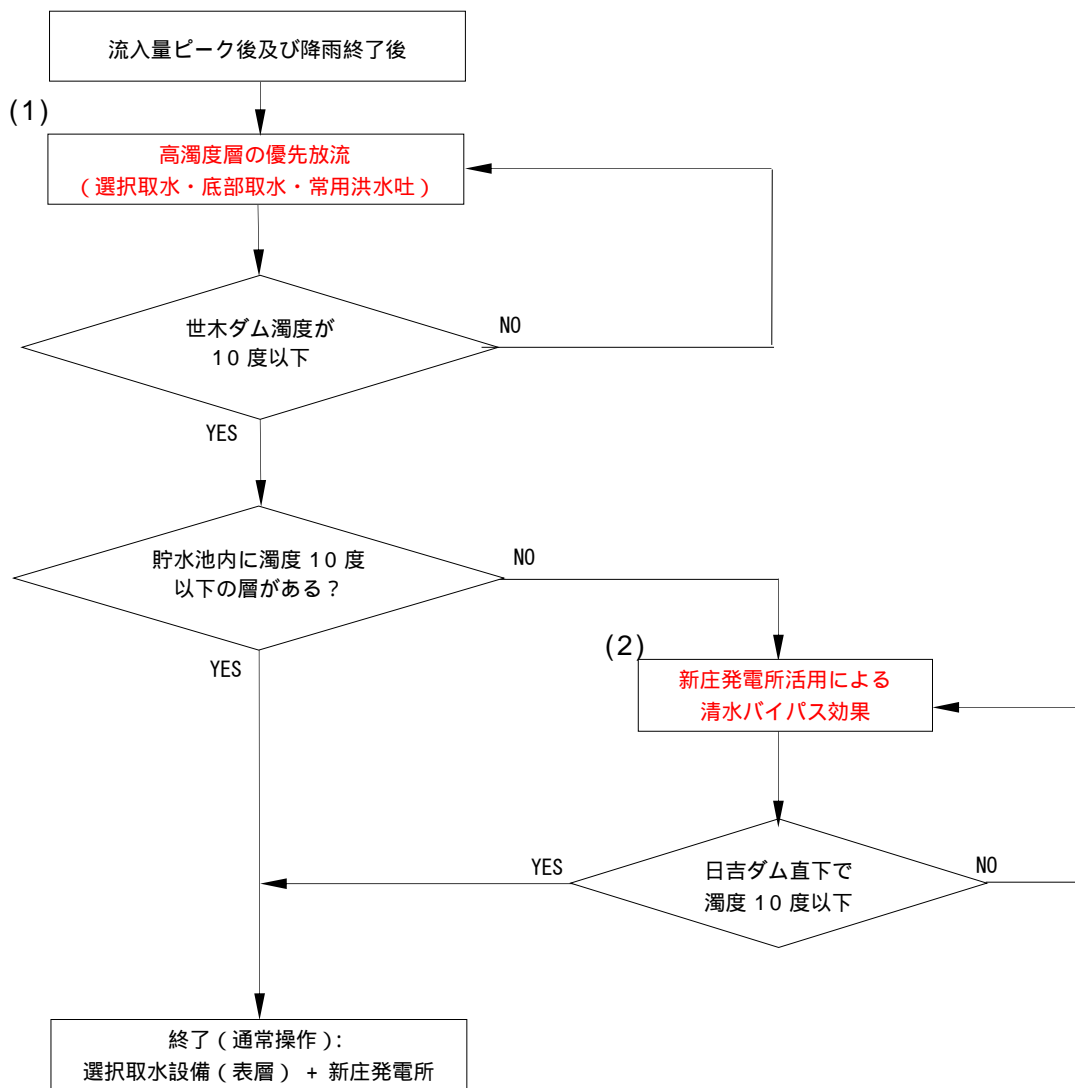 流入量ピーク後及び降雨終了後
(1)
高濁度層の優先放流
(選択取水・底部取水・常用洪水吐)
世木ダム濁度が
10 度以下
NO
YES
貯水池内に濁度 10 度
以下の層がある?
NO
YES
(2)
新庄発電所活用による
清水バイパス効果
日吉ダム直下で
濁度 10 度以下
YES
NO
終了(通常操作):
選択取水設備(表層) + 新庄発電所